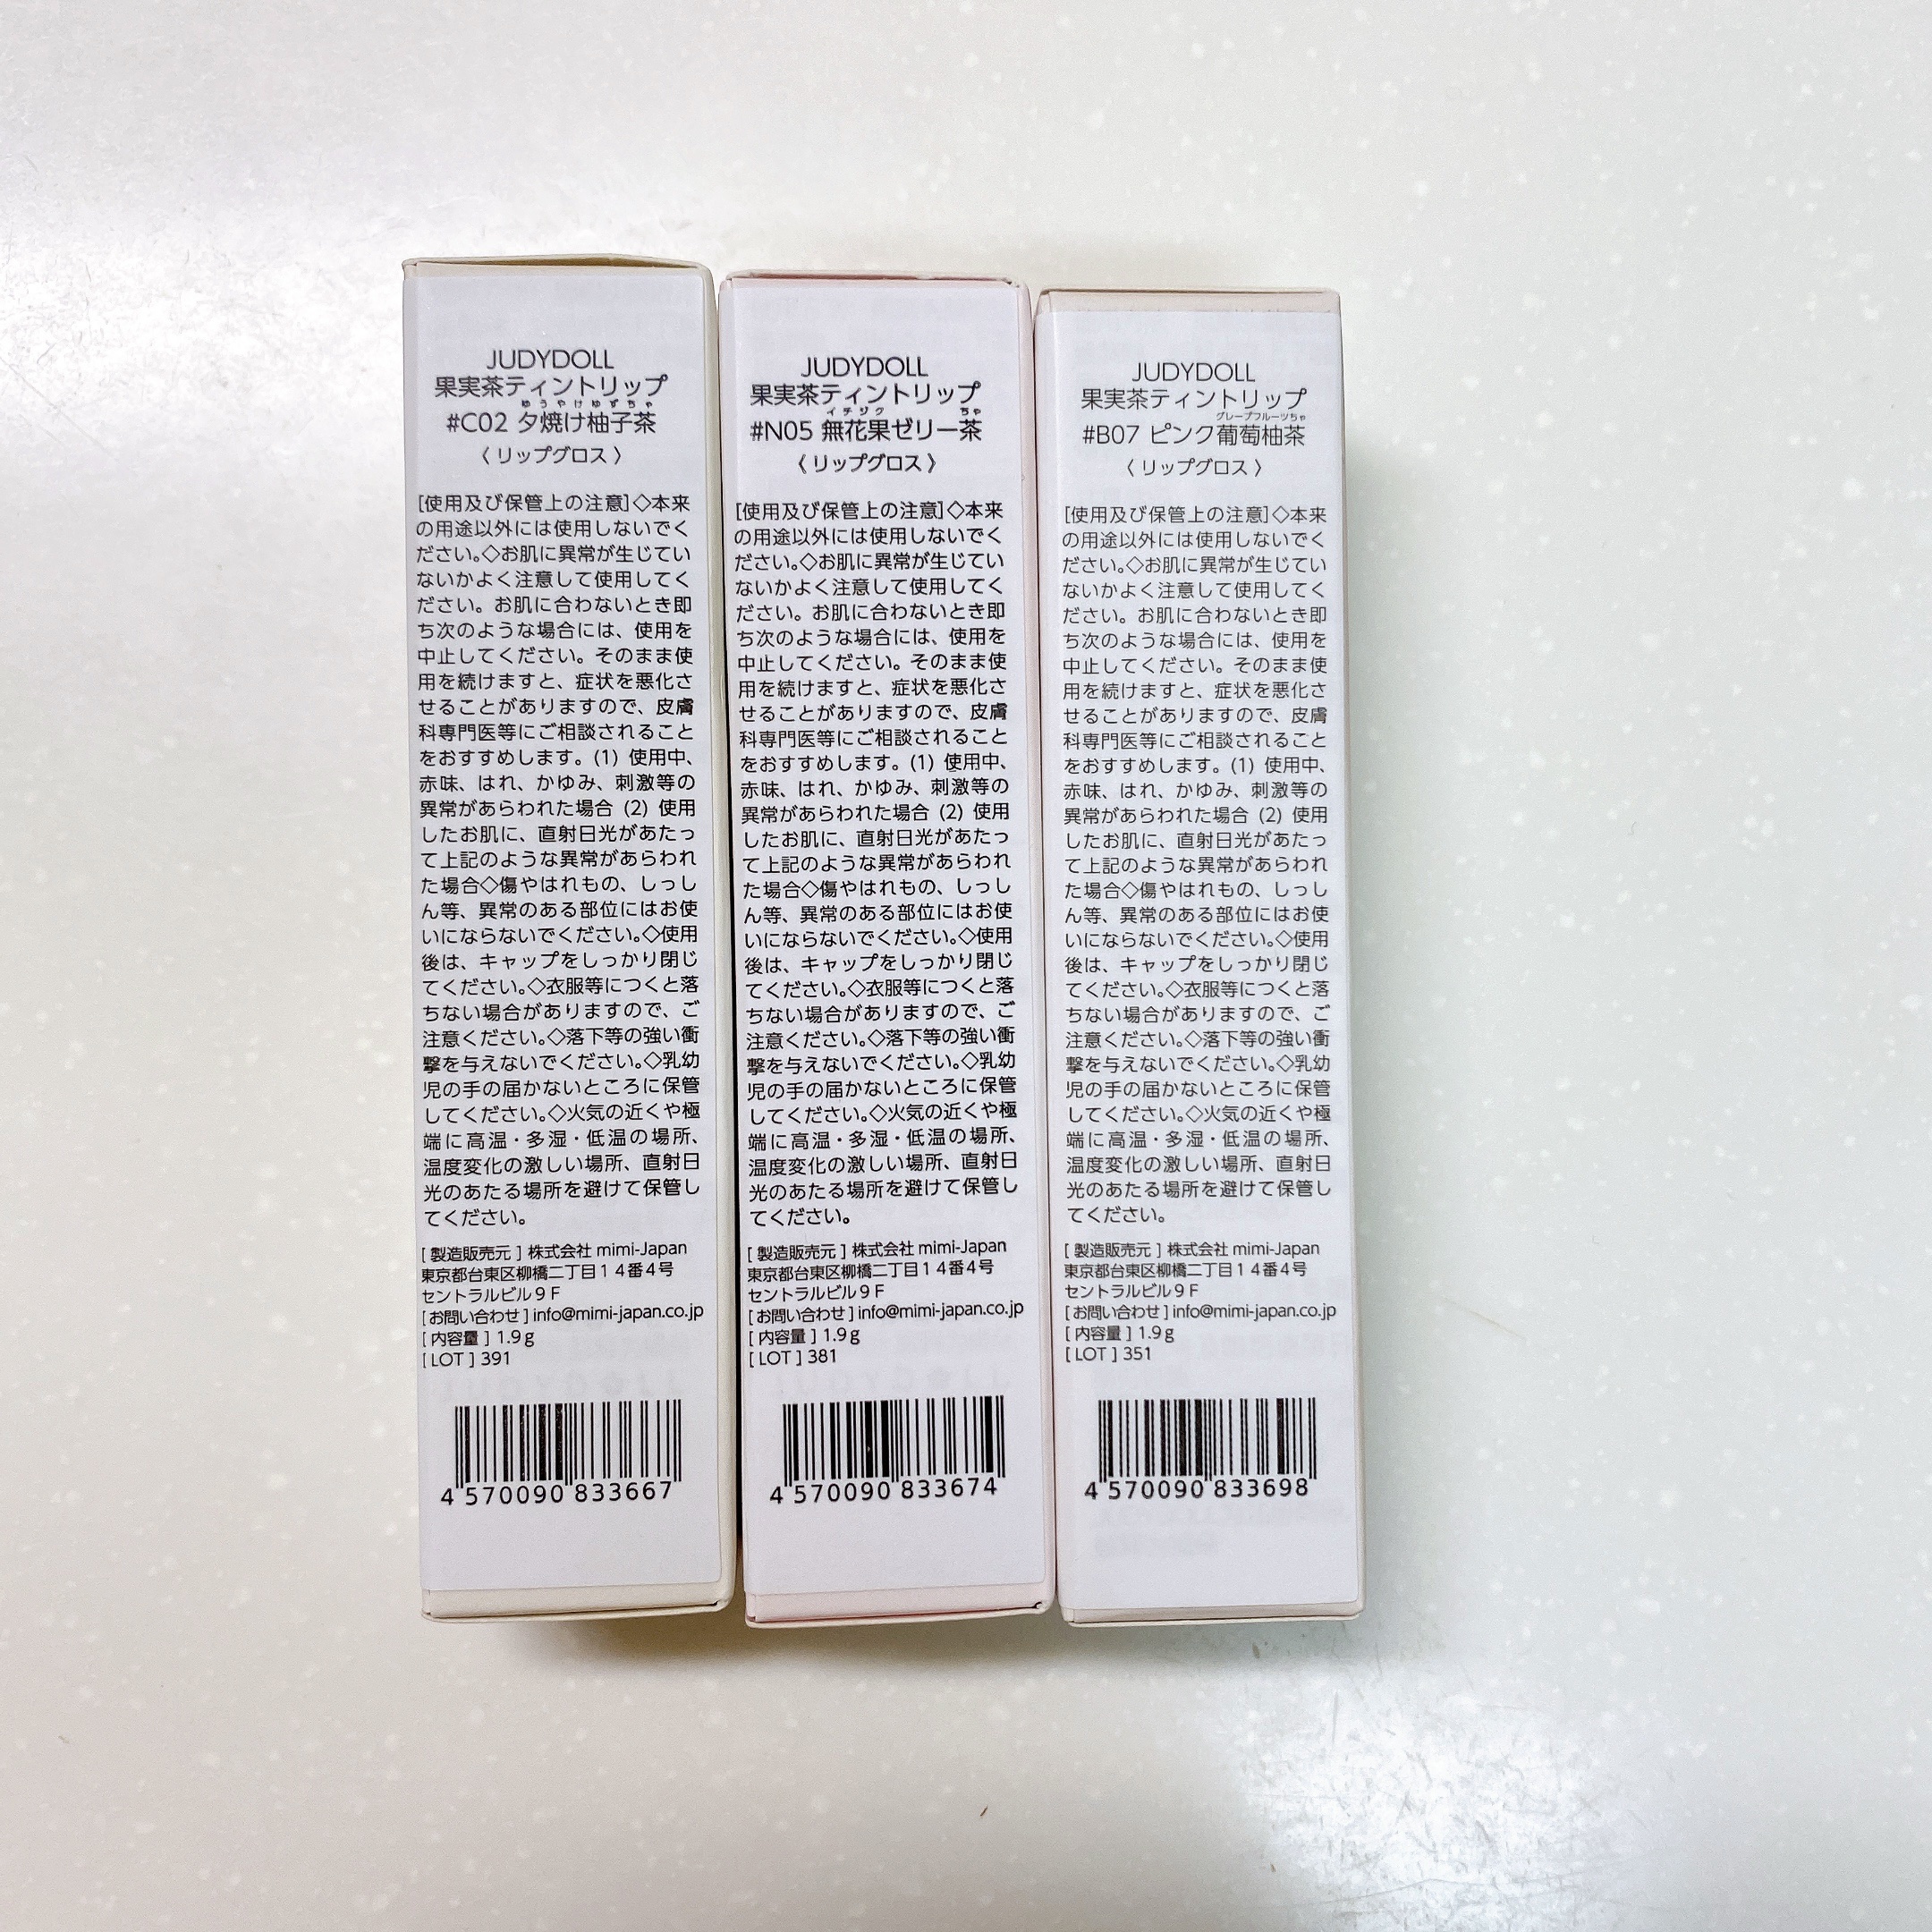 JUDYDOLL
果実茶ティントリップ
ゆうやけゆずちゃ
#C02 夕焼け柚子茶
〈リップグロス〉
[使用及び保管上の注意]◇本来
の用途以外には使用しないでく
ださい。◇お肌に異常が生じてい
ないかよく注意して使用してく
ださい。お肌に合わないとき即
ち次のような場合には、使用を
中止してください。そのまま使
用を続けますと、症状を悪化さ
せることがありますので、皮膚
科専門医等にご相談されること
をおすすめします。(1) 使用中、
赤味、はれ、かゆみ、刺激等の
異常があらわれた場合 (2) 使用
したお肌に、直射日光があたっ
て上記のような異常があらわれ
た場合◇傷やはれもの、しっし
ん等、異常のある部位にはお使
いにならないでください。◇使用
後は、キャップをしっかり閉じ
てください。◇衣服等につくと落
ちない場合がありますので、ご
注意ください。◇落下等の強い衝
撃を与えないでください。◇乳幼
児の手の届かないところに保管
してください。◇火気の近くや極
端に高温・多湿・低温の場所、
温度変化の激しい場所、直射日
光のあたる場所を避けて保管し
てください。
[ 製造販売元 ] 株式会社 mimi-Japan
東京都台東区柳橋二丁目１４番４号
セントラルビル９Ｆ
[ お問い合わせ ] info@mimi-japan.co.jp
[ 内容量 ] 1.9ｇ
[ LOT ] 391
4 570090 833667
JUDYDOLL
果実茶ティントリップ
イチジク ちゃ
#N05 無花果ゼリー茶
〈リップグロス〉
[使用及び保管上の注意]◇本来
の用途以外には使用しないでく
ださい。◇お肌に異常が生じてい
ないかよく注意して使用してく
ださい。お肌に合わないとき即
ち次のような場合には、使用を
中止してください。そのまま使
用を続けますと、症状を悪化さ
せることがありますので、皮膚
科専門医等にご相談されること
をおすすめします。(1) 使用中、
赤味、はれ、かゆみ、刺激等の
異常があらわれた場合 (2) 使用
したお肌に、直射日光があたっ
て上記のような異常があらわれ
た場合◇傷やはれもの、しっし
ん等、異常のある部位にはお使
いにならないでください。◇使用
後は、キャップをしっかり閉じ
てください。◇衣服等につくと落
ちない場合がありますので、ご
注意ください。◇落下等の強い衝
撃を与えないでください。◇乳幼
児の手の届かないところに保管
してください。◇火気の近くや極
端に高温・多湿・低温の場所、
温度変化の激しい場所、直射日
光のあたる場所を避けて保管し
てください。
[ 製造販売元 ] 株式会社 mimi-Japan
東京都台東区柳橋二丁目１４番４号
セントラルビル９Ｆ
[ お問い合わせ ] info@mimi-japan.co.jp
[ 内容量 ] 1.9ｇ
[ LOT ] 381
4 570090 833674
JUDYDOLL
果実茶ティントリップ
グレープフルーツちゃ
#B07 ピンク葡萄柚茶
〈リップグロス〉
[使用及び保管上の注意]◇本来
の用途以外には使用しないでく
ださい。◇お肌に異常が生じてい
ないかよく注意して使用してく
ださい。お肌に合わないとき即
ち次のような場合には、使用を
中止してください。そのまま使
用を続けますと、症状を悪化さ
せることがありますので、皮膚
科専門医等にご相談されること
をおすすめします。(1) 使用中、
赤味、はれ、かゆみ、刺激等の
異常があらわれた場合 (2) 使用
したお肌に、直射日光があたっ
て上記のような異常があらわれ
た場合◇傷やはれもの、しっし
ん等、異常のある部位にはお使
いにならないでください。◇使用
後は、キャップをしっかり閉じ
てください。◇衣服等につくと落
ちない場合がありますので、ご
注意ください。◇落下等の強い衝
撃を与えないでください。◇乳幼
児の手の届かないところに保管
してください。◇火気の近くや極
端に高温・多湿・低温の場所、
温度変化の激しい場所、直射日
光のあたる場所を避けて保管し
てください。
[ 製造販売元 ] 株式会社 mimi-Japan
東京都台東区柳橋二丁目１４番４号
セントラルビル９Ｆ
[ お問い合わせ ] info@mimi-japan.co.jp
[ 内容量 ] 1.9ｇ
[ LOT ] 351
4 570090 833698